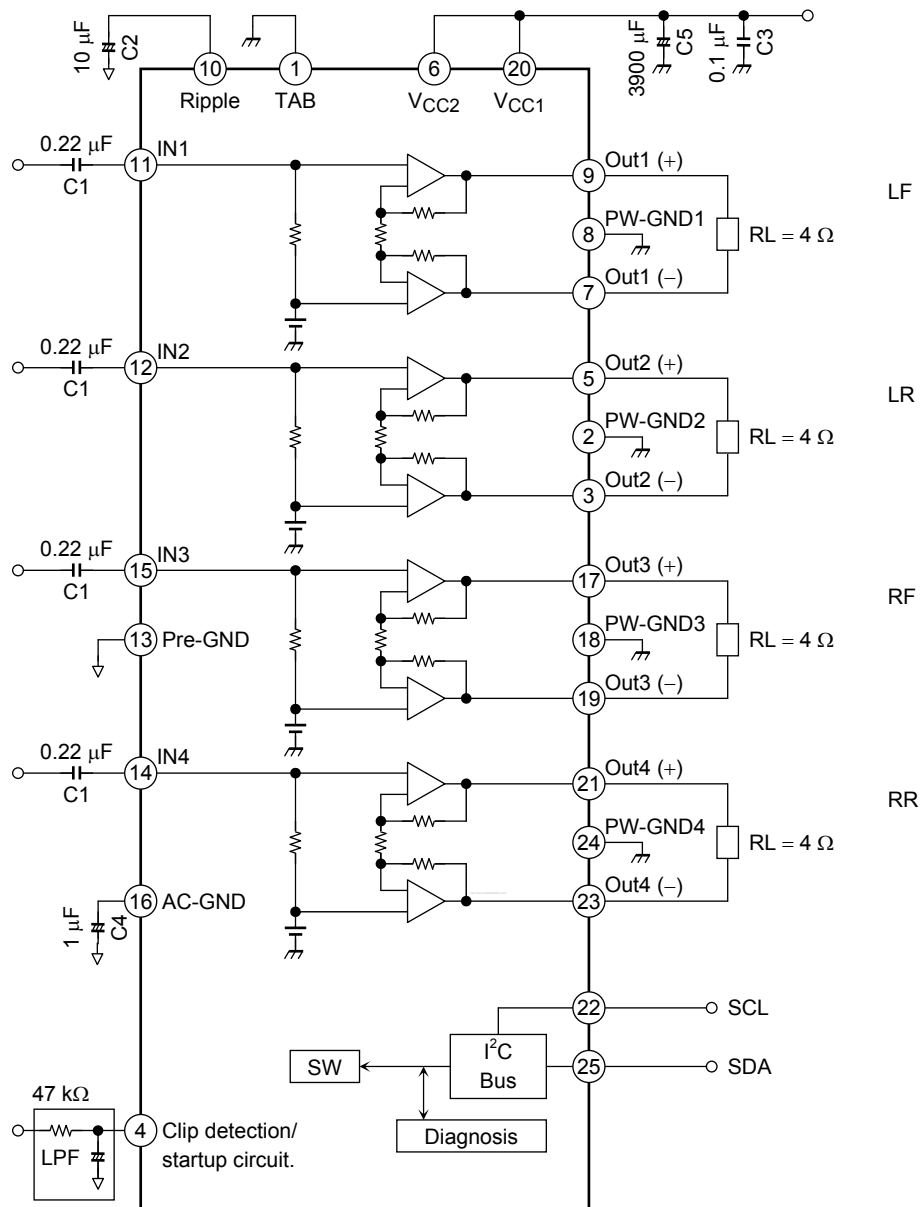 10 μF
C2
3900 μF
C5
0.1 μF
C3
10
1
6
20
Ripple
TAB
VCC2
VCC1
0.22 μF
C1
11
IN1
9
Out1 (+)
8
PW-GND1
7
Out1 (−)
RL = 4 Ω
LF
0.22 μF
C1
12
IN2
5
Out2 (+)
2
PW-GND2
3
Out2 (−)
RL = 4 Ω
LR
0.22 μF
C1
15
IN3
13
Pre-GND
17
Out3 (+)
18
PW-GND3
19
Out3 (−)
RL = 4 Ω
RF
0.22 μF
C1
14
IN4
21
Out4 (+)
24
PW-GND4
23
Out4 (−)
RL = 4 Ω
RR
16
AC-GND
1 μF
C4
22
SCL
I²C
Bus
25
SDA
SW
Diagnosis
47 kΩ
LPF
4
Clip detection/
startup circuit.